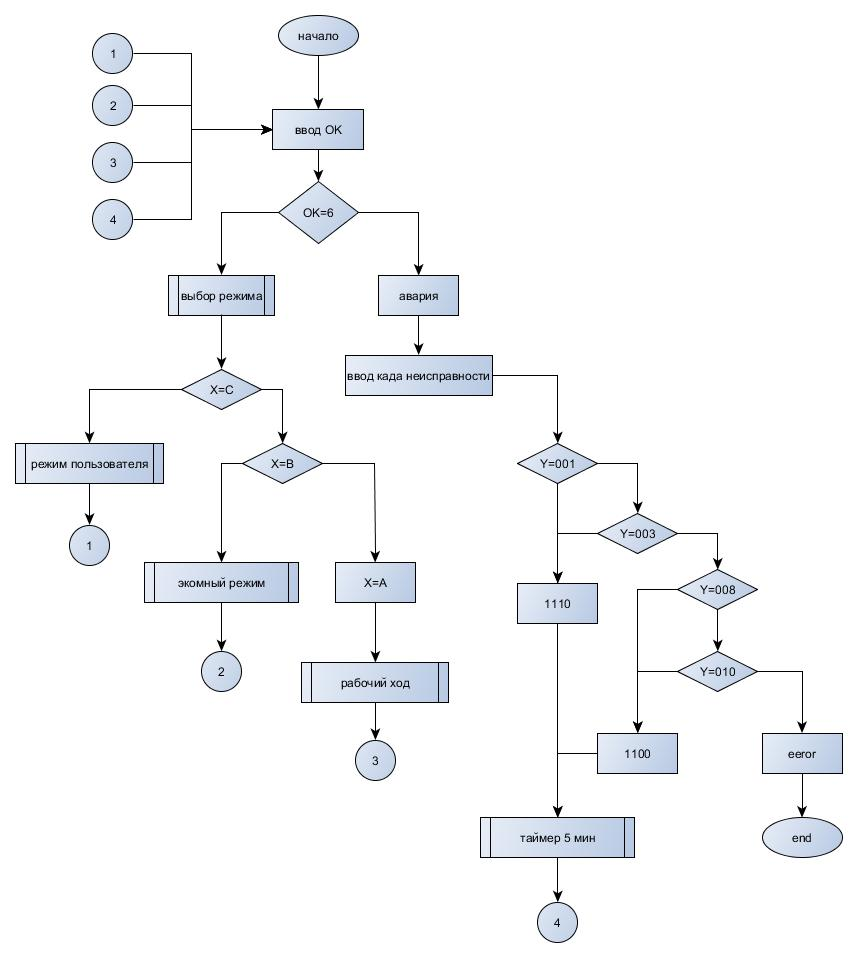 начало
1
2
ввод OK
3
4
OK=6
выбор режима
авария
ввод када неисправности
X=C
режим пользователя
X=B
Y=001
1
Y=003
экомный режим
X=A
1110
Y=008
2
рабочий ход
Y=010
3
1100
eeror
таймер 5 мин
end
4